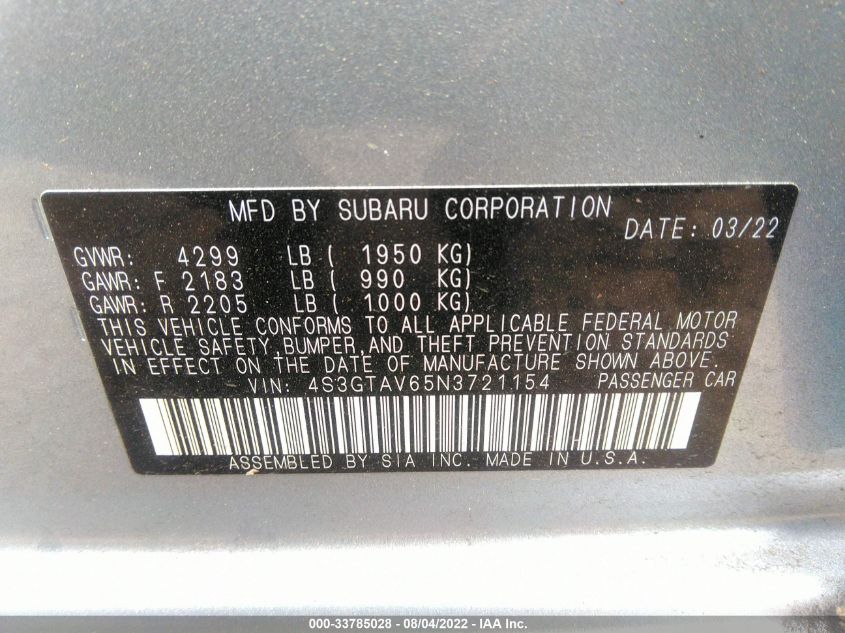 MFD BY SUBARU CORPORATION
DATE: 03/22
GVWR: 4299 LB ( 1950 KG)
GAWR: F 2183 LB ( 990 KG)
GAWR: R 2205 LB ( 1000 KG)
THIS VEHICLE CONFORMS TO ALL APPLICABLE FEDERAL MOTOR
VEHICLE SAFETY,BUMPER,AND THEFT PREVENTION STANDARDS
IN EFFECT ON THE DATE OF MANUFACTURE SHOWN ABOVE.
VIN: 4S3GTAV65N3721154 PASSENGER CAR
ASSEMBLED BY SIA INC. MADE IN U.S.A.
000-33785028 - 08/04/2022 - IAA Inc.